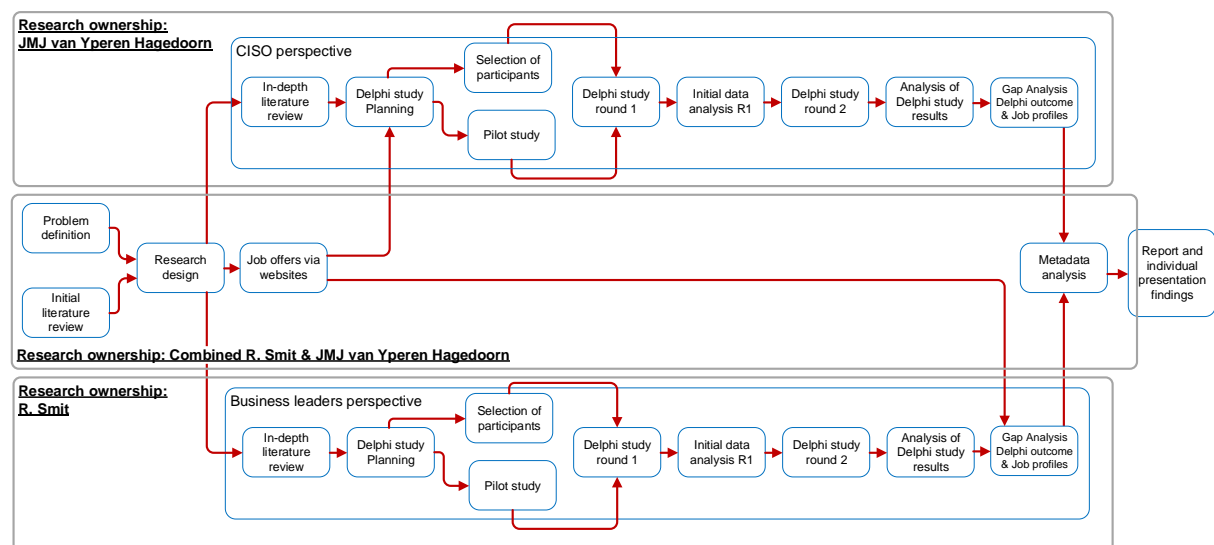 Research ownership:
JMJ van Yperen Hagedoorn
CISO perspective
In-depth
literature
review
Delphi study
Planning
Selection of
participants
Pilot study
Delphi study
round 1
Initial data
analysis R1
Delphi study
round 2
Analysis of
Delphi study
results
Gap Analysis
Delphi outcome
& Job profiles
Problem
definition
Initial
literature
review
Research
design
Job offers via
websites
Metadata
analysis
Report and
individual
presentation
findings
Research ownership: Combined R. Smit & JMJ van Yperen Hagedoorn
Research ownership:
R. Smit
Business leaders perspective
In-depth
literature
review
Delphi study
Planning
Selection of
participants
Pilot study
Delphi study
round 1
Initial data
analysis R1
Delphi study
round 2
Analysis of
Delphi study
results
Gap Analysis
Delphi outcome
& Job profiles